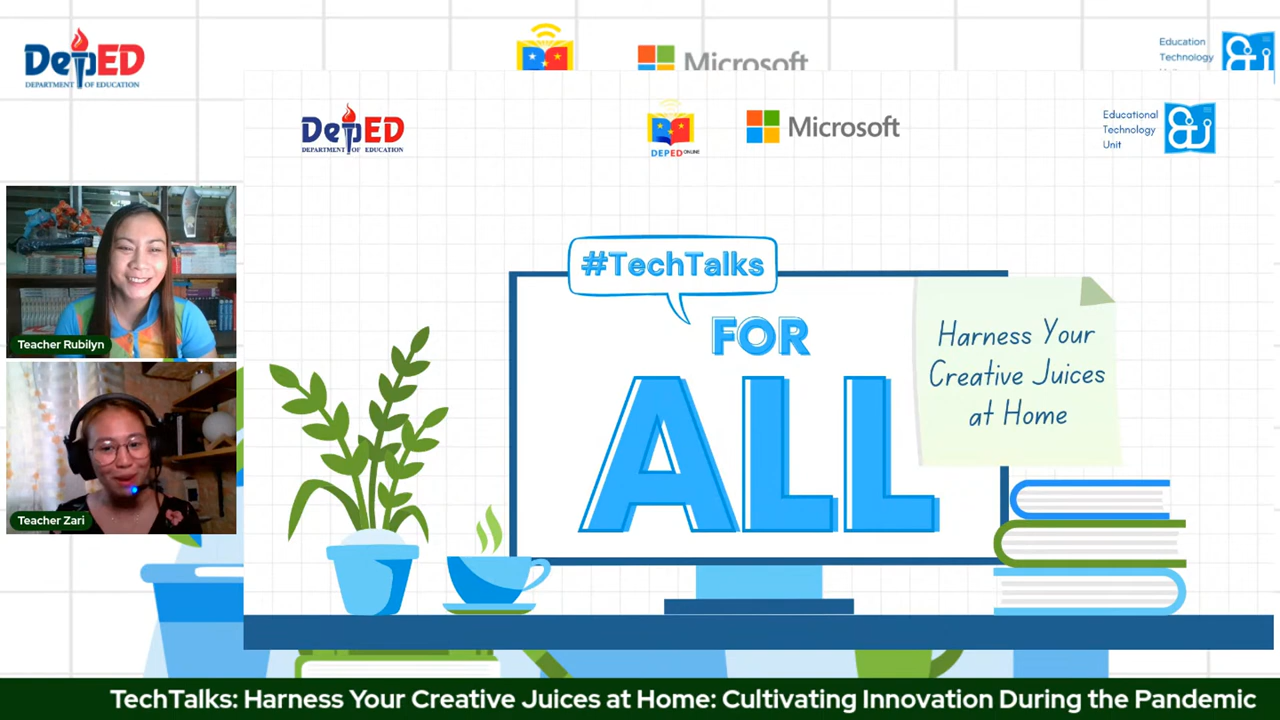 DepED
DEPARTMENT OF EDUCATION
Microsoft
Education
Technology
DepED
DEPARTMENT OF EDUCATION
DEPED ONLINE
Microsoft
Educational
Technology
Unit
#TechTalks
FOR
ALL
Harness Your
Creative Juices
at Home
Teacher Rubilyn
Teacher Zari
TechTalks: Harness Your Creative Juices at Home: Cultivating Innovation During the Pandemic